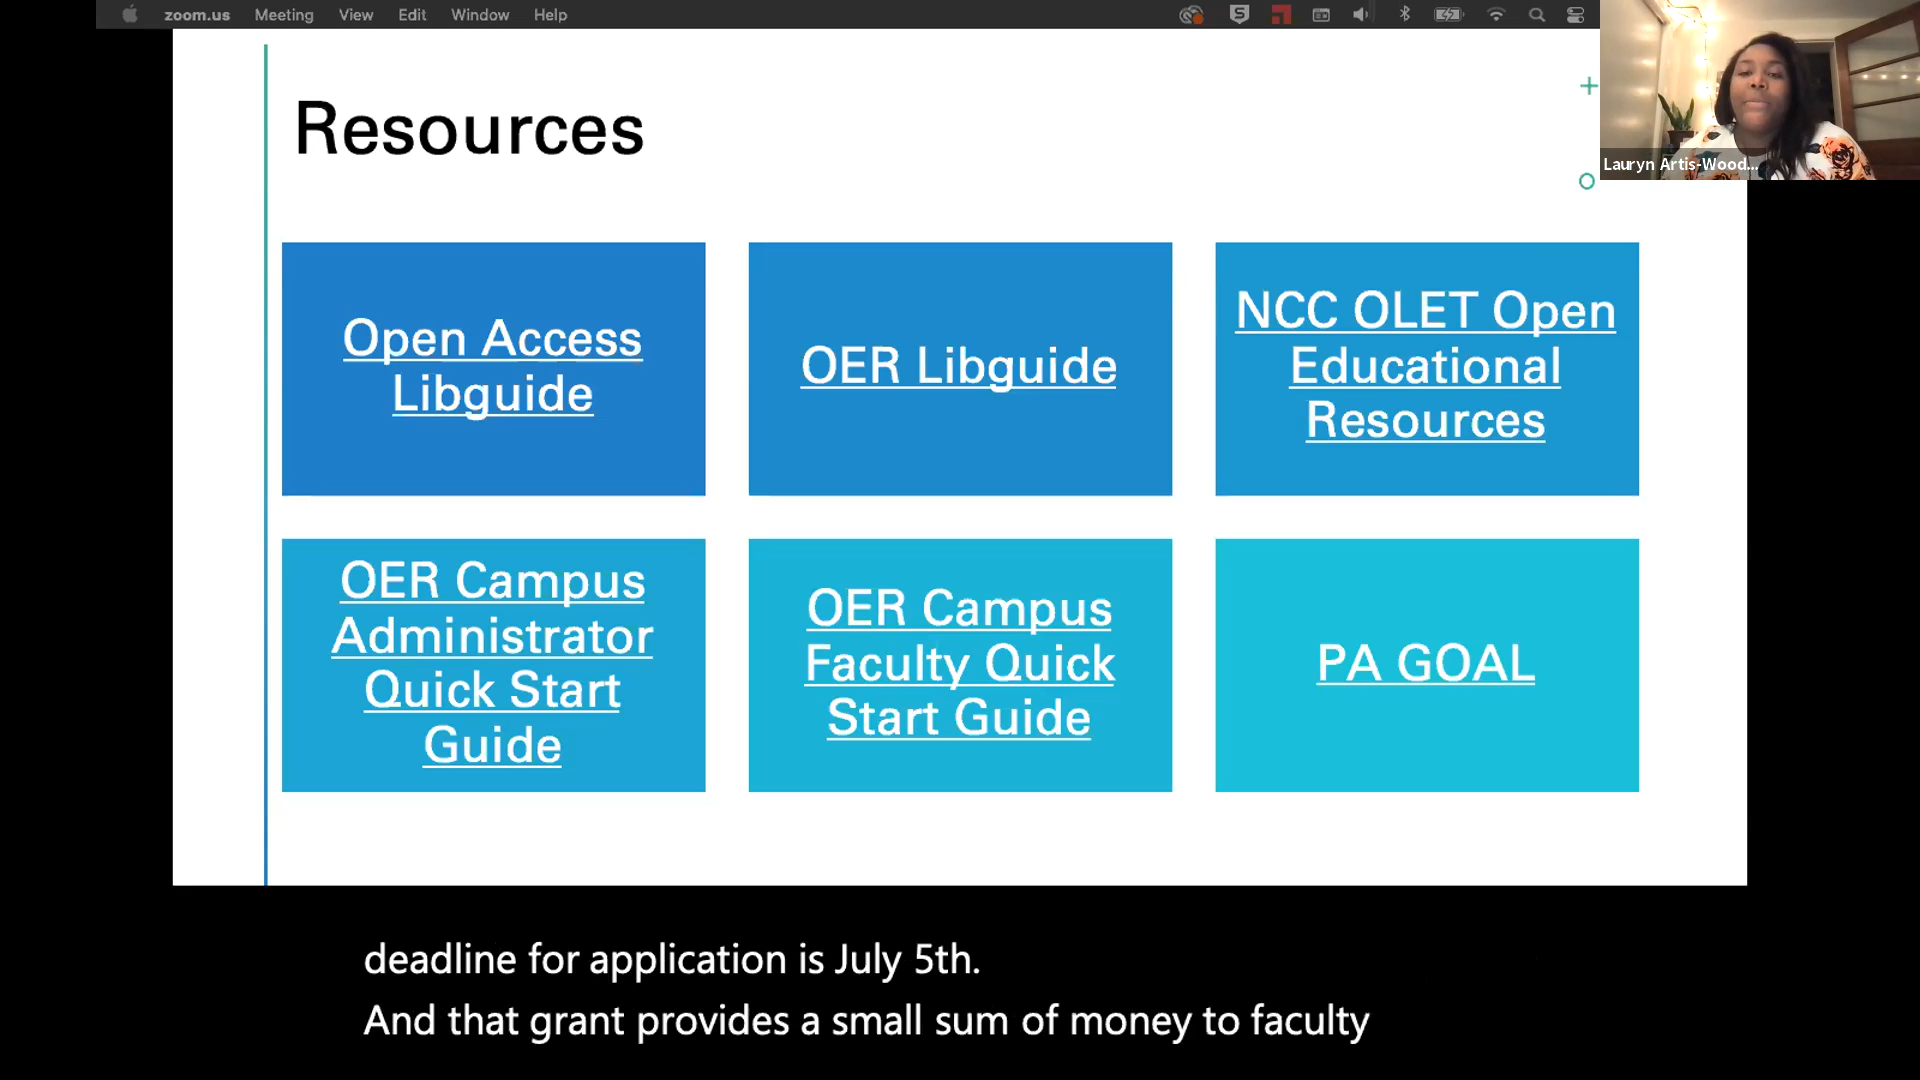 zoom.us Meeting View Edit Window Help
Lauryn Artis-Wood...
Resources
Open Access
Libguide
OER Libguide
NCC OLET Open
Educational
Resources
OER Campus
Administrator
Quick Start
Guide
OER Campus
Faculty Quick
Start Guide
PA GOAL
deadline for application is July 5th.
And that grant provides a small sum of money to faculty